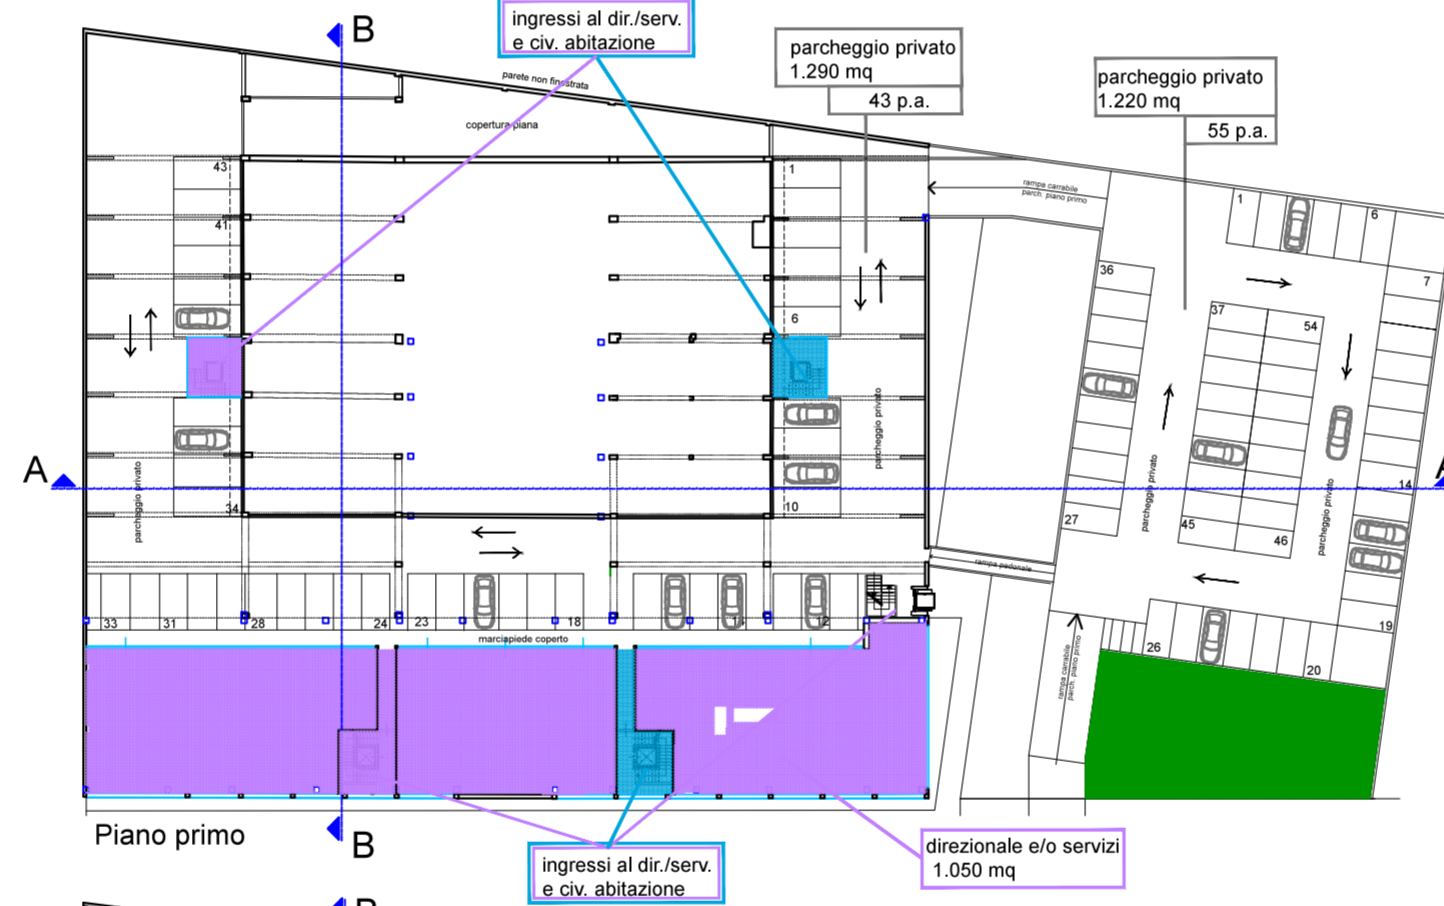 B
ingressi al dir./serv.
e civ. abitazione
parcheggio privato
1.290 mq
43 p.a.
parcheggio privato
1.220 mq
55 p.a.
parete non finestrata
copertura piana
43
41
34
1
6
10
rampa carrabile
parch. piano primo
1
6
7
36
37
54
14
27
45
46
19
26
20
parcheggio privato
parcheggio privato
parcheggio privato
parcheggio privato
A
rampa pedonale
33
31
28
24
23
18
12
marciapiede coperto
rampa carrabile
parch. piano primo
Piano primo
B
ingressi al dir./serv.
e civ. abitazione
direzionale e/o servizi
1.050 mq